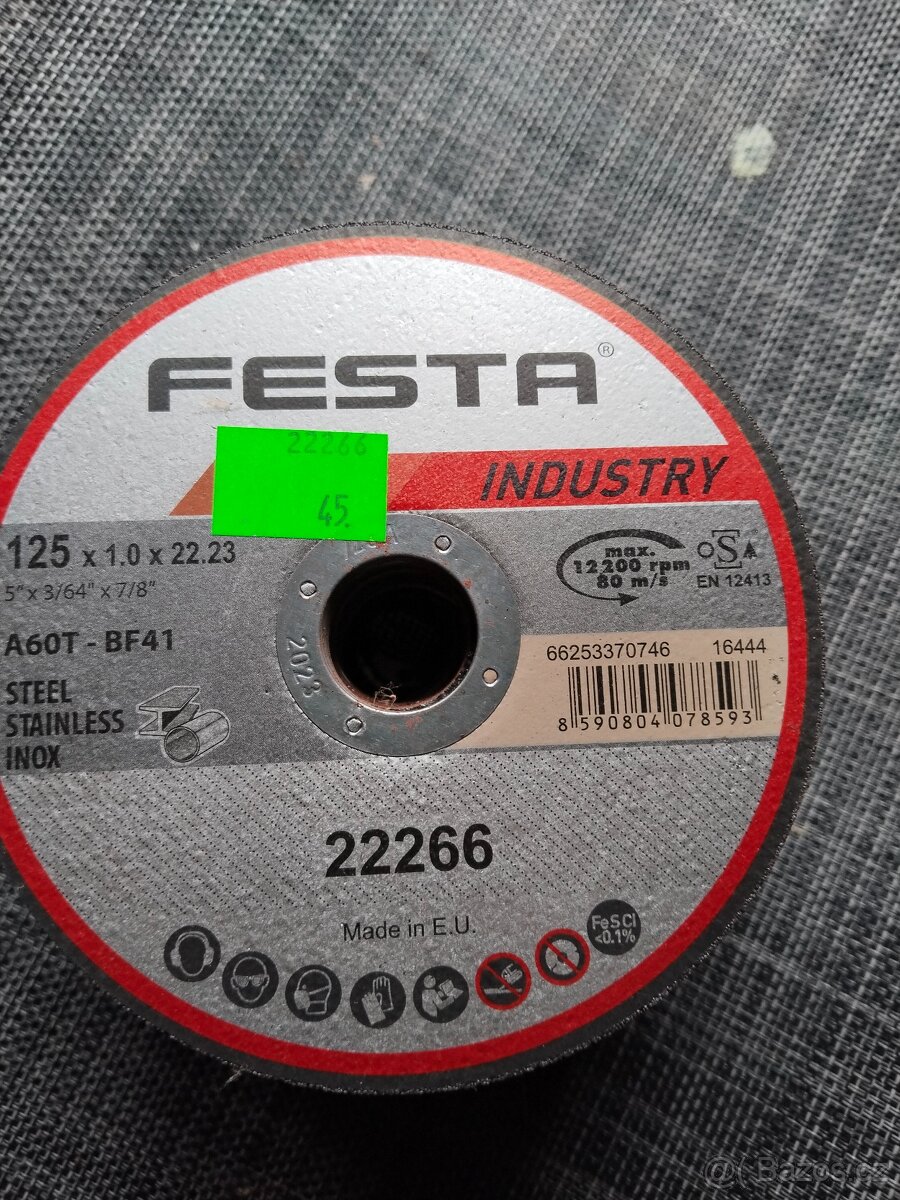 FESTA®
22266
45.
INDUSTRY
125 x 1.0 x 22.23
5" x 3/64" x 7/8"
A60T - BF41
STEEL
STAINLESS
INOX
2023
max.
12200 rpm
80 m/s
oSA
EN 12413
66253370746 16444
8 590804 078593
22266
Made in E.U.
FeSCl
<0.1%
@ Bazos.cz